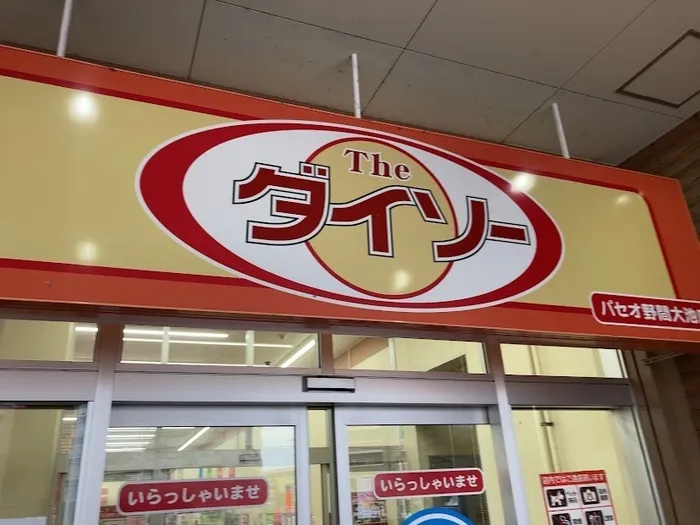 The
ダイソー
パセオ野間大池
いらっしゃいませ
いらっしゃいませ